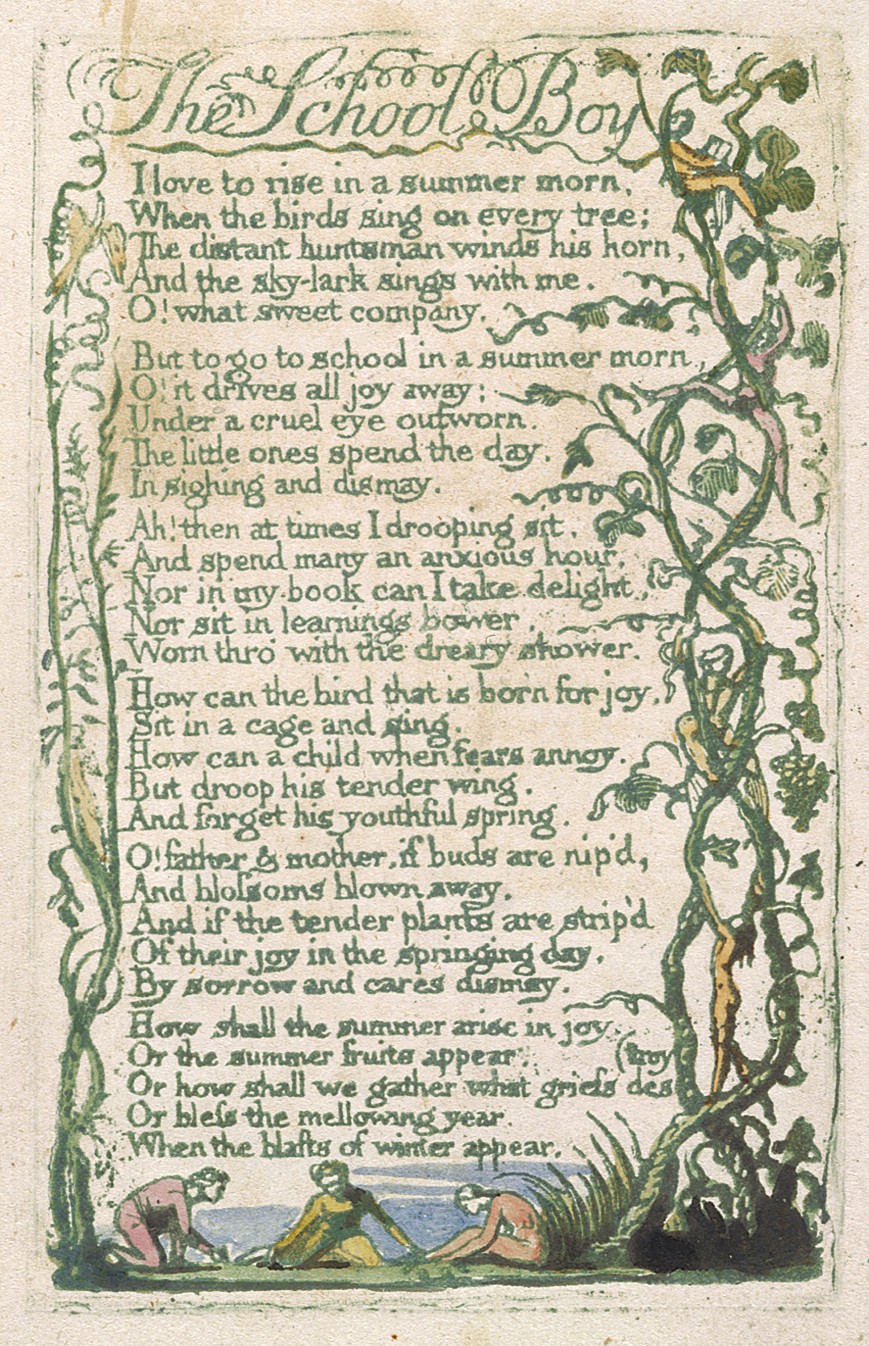 The School Boy
I love to rise in a summer morn,
When the birds sing on every tree;
The distant huntsman winds his horn,
And the sky-lark sings with me.
O! what sweet company.
But to go to school in a summer morn,
O! it drives all joy away;
Under a cruel eye outworn.
The little ones spend the day,
In sighing and dismay.
Ah! then at times I drooping sit,
And spend many an anxious hour,
Nor in my book can I take delight,
Nor sit in learnings bower,
Worn thro' with the dreary shower.
How can the bird that is born for joy,
Sit in a cage and sing.
How can a child when fears annoy.
But droop his tender wing.
And forget his youthful spring.
O! father & mother, if buds are nip'd,
And bloſsoms blown away,
And if the tender plants are strip'd
Of their joy in the springing day,
By sorrow and cares dismay,
How shall the summer arise in joy.
Or the summer fruits appear. (troy
Or how shall we gather what griefs des
Or bleſs the mellowing year.
When the blasts of winter appear.